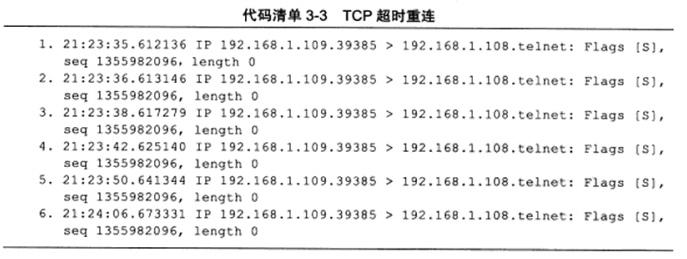 代码清单 3-3 TCP 超时重连
1. 21:23:35.612136 IP 192.168.1.109.39385 > 192.168.1.108.telnet: Flags [S],
seq 1355982096, length 0
2. 21:23:36.613146 IP 192.168.1.109.39385 > 192.168.1.108.telnet: Flags [S],
seq 1355982096, length 0
3. 21:23:38.617279 IP 192.168.1.109.39385 > 192.168.1.108.telnet: Flags [S],
seq 1355982096, length 0
4. 21:23:42.625140 IP 192.168.1.109.39385 > 192.168.1.108.telnet: Flags [S],
seq 1355982096, length 0
5. 21:23:50.641344 IP 192.168.1.109.39385 > 192.168.1.108.telnet: Flags [S],
seq 1355982096, length 0
6. 21:24:06.673331 IP 192.168.1.109.39385 > 192.168.1.108.telnet: Flags [S],
seq 1355982096, length 0